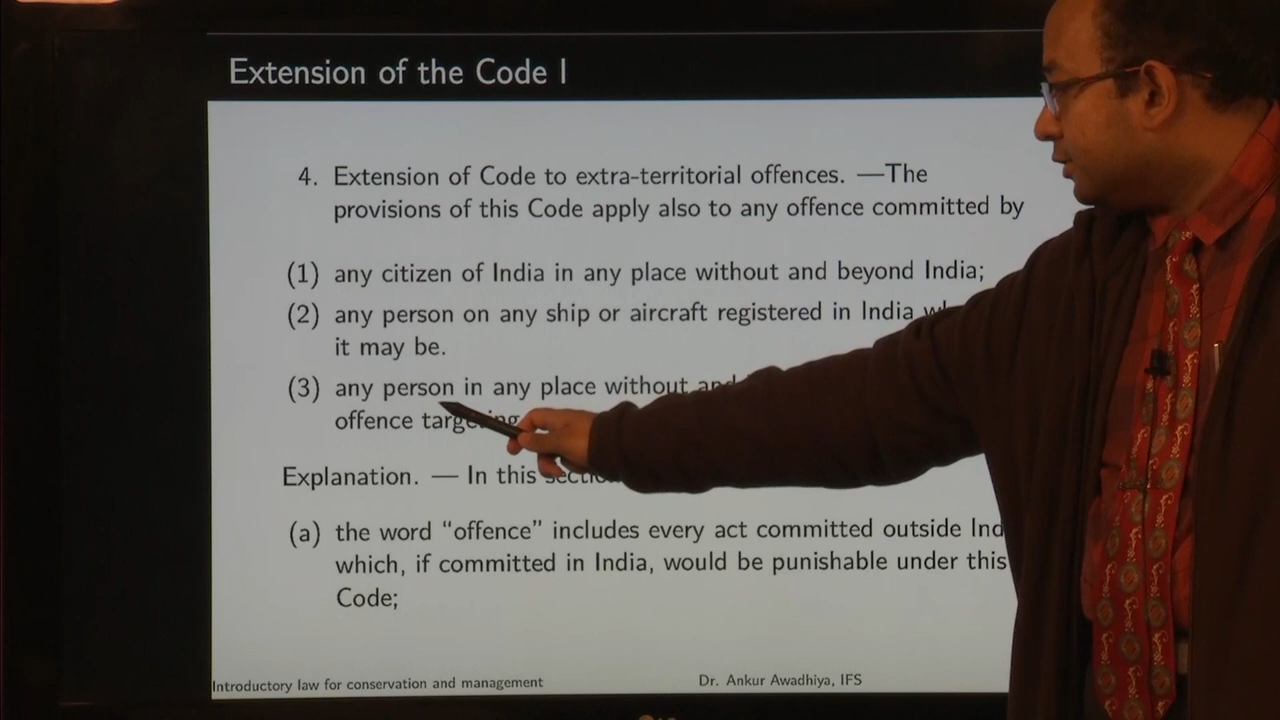 Extension of the Code I
4. Extension of Code to extra-territorial offences. —The
provisions of this Code apply also to any offence committed by
(1) any citizen of India in any place without and beyond India;
(2) any person on any ship or aircraft registered in India
it may be.
(3) any person in any place without and
offence targeting
Explanation. — In this section
(a) the word “offence” includes every act committed outside
which, if committed in India, would be punishable under this
Code;
Introductory law for conservation and management
Dr. Ankur Awadhiya, IFS